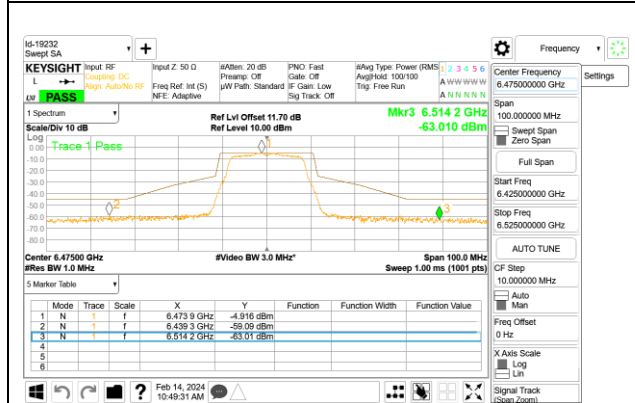 Id-19232
Swept SA
Frequency
KEYSIGHT Input: RF Input Z: 50 Ω #Atten: 20 dB PNO: Fast #Avg Type: Power (RMS 1 2 3 4 5 6
L Coupling: DC Preamp: Off Gate: Off Avg|Hold: 100/100 A W W W W W
Align: Auto/No RF Freq Ref: Int (S) µW Path: Standard IF Gain: Low Trig: Free Run
PASS NFE: Adaptive Sig Track: Off A N N N N N
Center Frequency
6.475000000 GHz
Settings
Span
100.000000 MHz
Swept Span
Zero Span
Full Span
Start Freq
6.425000000 GHz
Stop Freq
6.525000000 GHz
AUTO TUNE
CF Step
10.000000 MHz
Auto
Man
Freq Offset
0 Hz
X Axis Scale
Log
Lin
Signal Track
(Span Zoom)
1 Spectrum
Scale/Div 10 dB
Ref Lvl Offset 11.70 dB
Ref Level 10.00 dBm
Mkr3 6.514 2 GHz
-63.010 dBm
Log
Trace 1 Pass
0.00
-10.0
-20.0
-30.0
-40.0
-50.0
-60.0
-70.0
-80.0
1
2
3
Center 6.47500 GHz #Video BW 3.0 MHz* Span 100.0 MHz
#Res BW 1.0 MHz Sweep 1.00 ms (1001 pts)
5 Marker Table
Mode Trace Scale X Y Function Function Width Function Value
1 N 1 f 6.473 9 GHz -4.916 dBm
2 N 1 f 6.439 3 GHz -59.09 dBm
3 N 1 f 6.514 2 GHz -63.01 dBm
4
5
6
Feb 14, 2024
10:49:31 AM